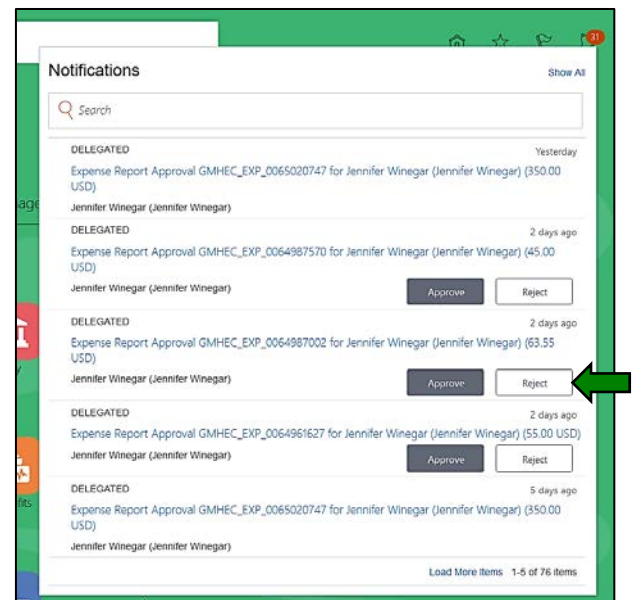 31
Notifications
Show All
Search
DELEGATED
Yesterday
Expense Report Approval GMHEC_EXP_0065020747 for Jennifer Winegar (Jennifer Winegar) (350.00
USD)
Jennifer Winegar (Jennifer Winegar)
DELEGATED
2 days ago
Expense Report Approval GMHEC_EXP_0064987570 for Jennifer Winegar (Jennifer Winegar) (45.00
USD)
Jennifer Winegar (Jennifer Winegar)
Approve Reject
DELEGATED
2 days ago
Expense Report Approval GMHEC_EXP_0064987002 for Jennifer Winegar (Jennifer Winegar) (63.55
USD)
Jennifer Winegar (Jennifer Winegar)
Approve Reject
DELEGATED
2 days ago
Expense Report Approval GMHEC_EXP_0064961627 for Jennifer Winegar (Jennifer Winegar) (55.00 USD)
Jennifer Winegar (Jennifer Winegar)
Approve Reject
DELEGATED
5 days ago
Expense Report Approval GMHEC_EXP_0065020747 for Jennifer Winegar (Jennifer Winegar) (350.00
USD)
Jennifer Winegar (Jennifer Winegar)
Load More Items 1-5 of 76 items